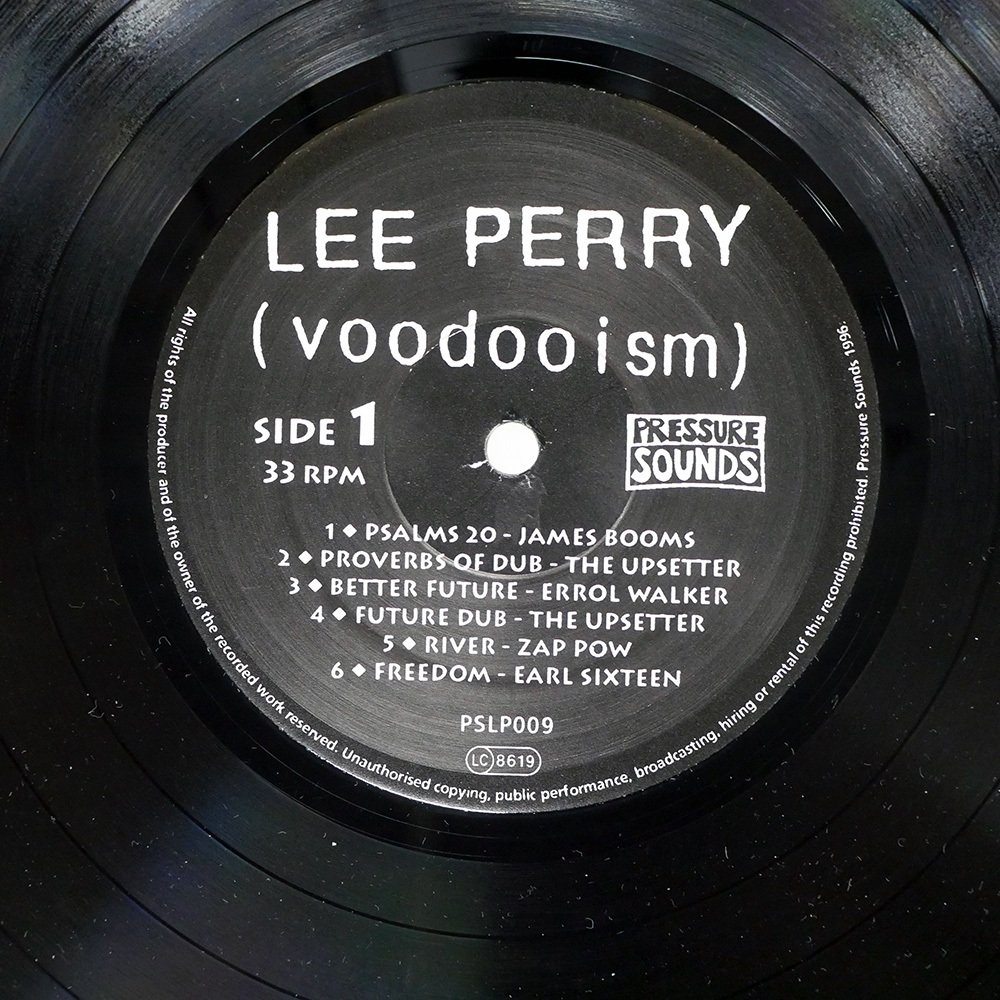 LEE PERRY
(voodooism)
SIDE 1
33 RPM
PRESSURE
SOUNDS
1 ◆ PSALMS 20 - JAMES BOOMS
2 ◆ PROVERBS OF DUB - THE UPSETTER
3 ◆ BETTER FUTURE - ERROL WALKER
4 ◆ FUTURE DUB - THE UPSETTER
5 ◆ RIVER - ZAP POW
6 ◆ FREEDOM - EARL SIXTEEN
PSLP009
LC 8619
All rights of the producer and of the owner of the recorded work reserved. Unauthorised copying, public performance, broadcasting, hiring or rental of this recording prohibited. Pressure Sounds 1996.